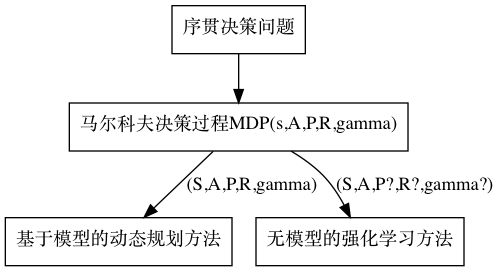 序贯决策问题
马尔科夫决策过程MDP(s,A,P,R,gamma)
(S,A,P,R,gamma)
(S,A,P?,R?,gamma?)
基于模型的动态规划方法
无模型的强化学习方法